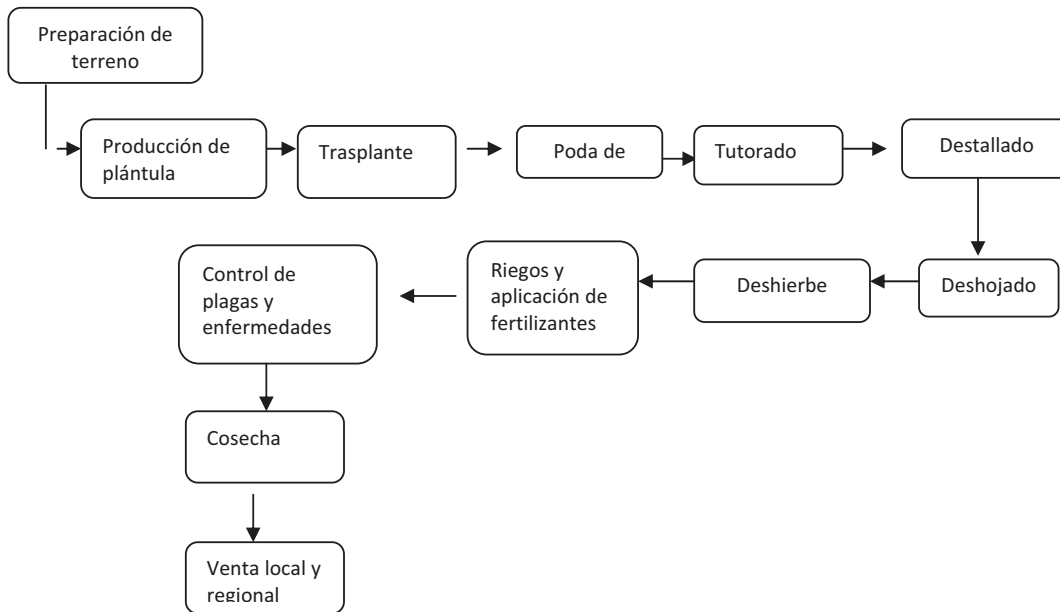 Preparación de
terreno
Producción de
plántula
Trasplante
Poda de
Tutorado
Destallado
Deshojado
Deshierbe
Riegos y
aplicación de
fertilizantes
Control de
plagas y
enfermedades
Cosecha
Venta local y
regional